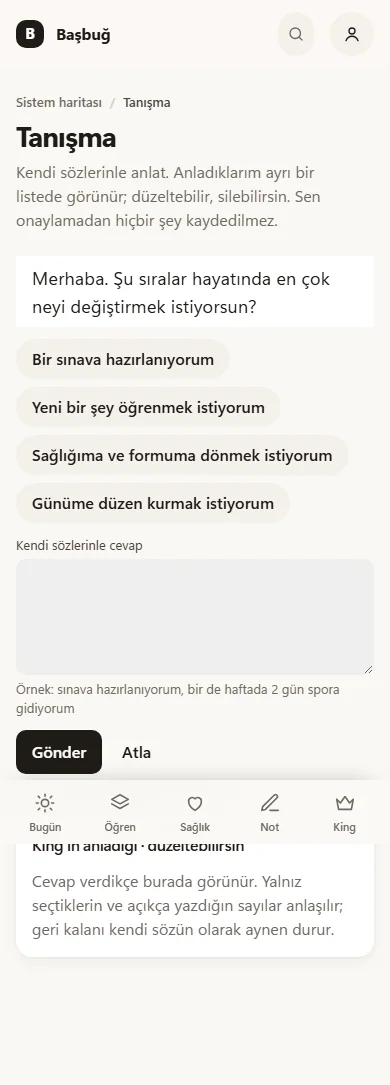 B Başbuğ
Sistem haritası / Tanışma
Tanışma
Kendi sözlerinle anlat. Anladıklarım ayrı bir
listede görünür; düzeltebilir, silebilirsin. Sen
onaylamadan hiçbir şey kaydedilmez.
Merhaba. Şu sıralar hayatında en çok
neyi değiştirmek istiyorsun?
Bir sınava hazırlanıyorum
Yeni bir şey öğrenmek istiyorum
Sağlığıma ve formuma dönmek istiyorum
Günüme düzen kurmak istiyorum
Kendi sözlerinle cevap
Örnek: sınava hazırlanıyorum, bir de haftada 2 gün spora
gidiyorum
Gönder Atla
Bugün Öğren Sağlık Not King
King'in anladığı · düzeltebilirsin
Cevap verdikçe burada görünür. Yalnız
seçtiklerin ve açıkça yazdığın sayılar anlaşılır;
geri kalanı kendi sözün olarak aynen durur.